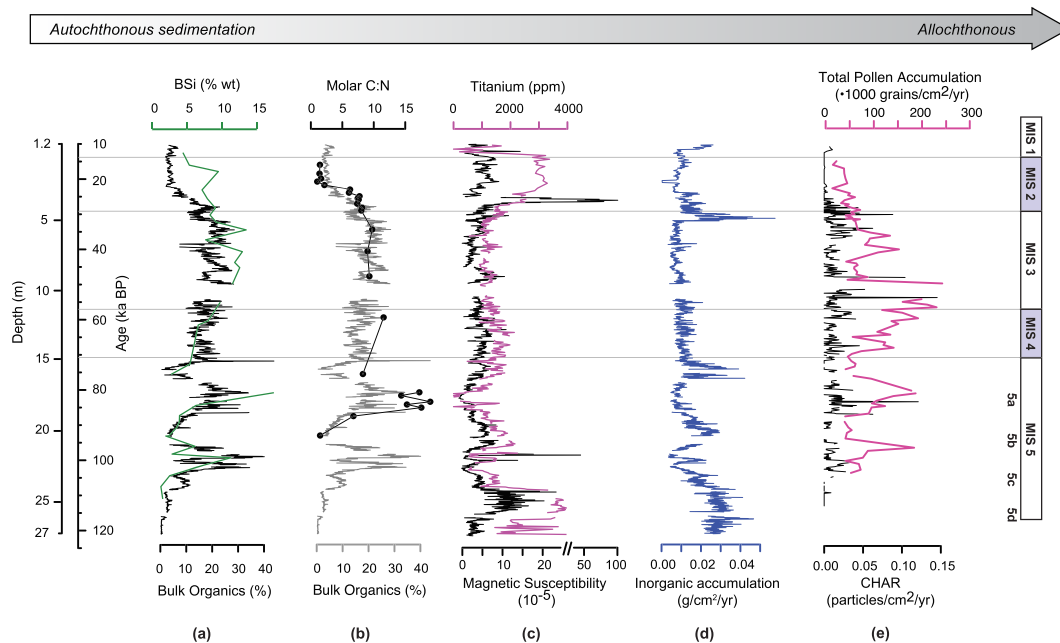 Autochthonous sedimentation
Allochthonous
BSi (% wt)
0 5 10 15
Molar C:N
0 5 10 15
Titanium (ppm)
0 2000 4000
Total Pollen Accumulation
(•1000 grains/cm2/yr)
0 100 200 300
Depth (m)
1.2
5
10
15
20
25
27
Age (ka BP)
10
20
40
60
80
100
120
MIS 1
MIS 2
MIS 3
MIS 4
MIS 5
5a
5b
5c
5d
0 10 20 30 40
Bulk Organics (%)
0 10 20 30 40
Bulk Organics (%)
0 10 20 50 100
Magnetic Susceptibility
(10-5)
0 0.02 0.04
Inorganic accumulation
(g/cm2/yr)
0.00 0.05 0.10 0.15
CHAR
(particles/cm2/yr)
(a)
(b)
(c)
(d)
(e)